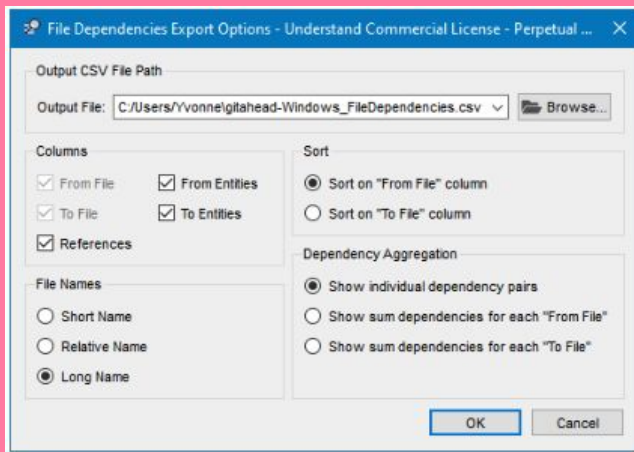 File Dependencies Export Options - Understand Commercial License - Perpetual ...
Output CSV File Path
Output File: C:/Users/Yvonne\gitahead-Windows_FileDependencies.csv Browse...
Columns
From File From Entities
To File To Entities
References
File Names
Short Name
Relative Name
Long Name
Sort
Sort on "From File" column
Sort on "To File" column
Dependency Aggregation
Show individual dependency pairs
Show sum dependencies for each "From File"
Show sum dependencies for each "To File"
OK Cancel